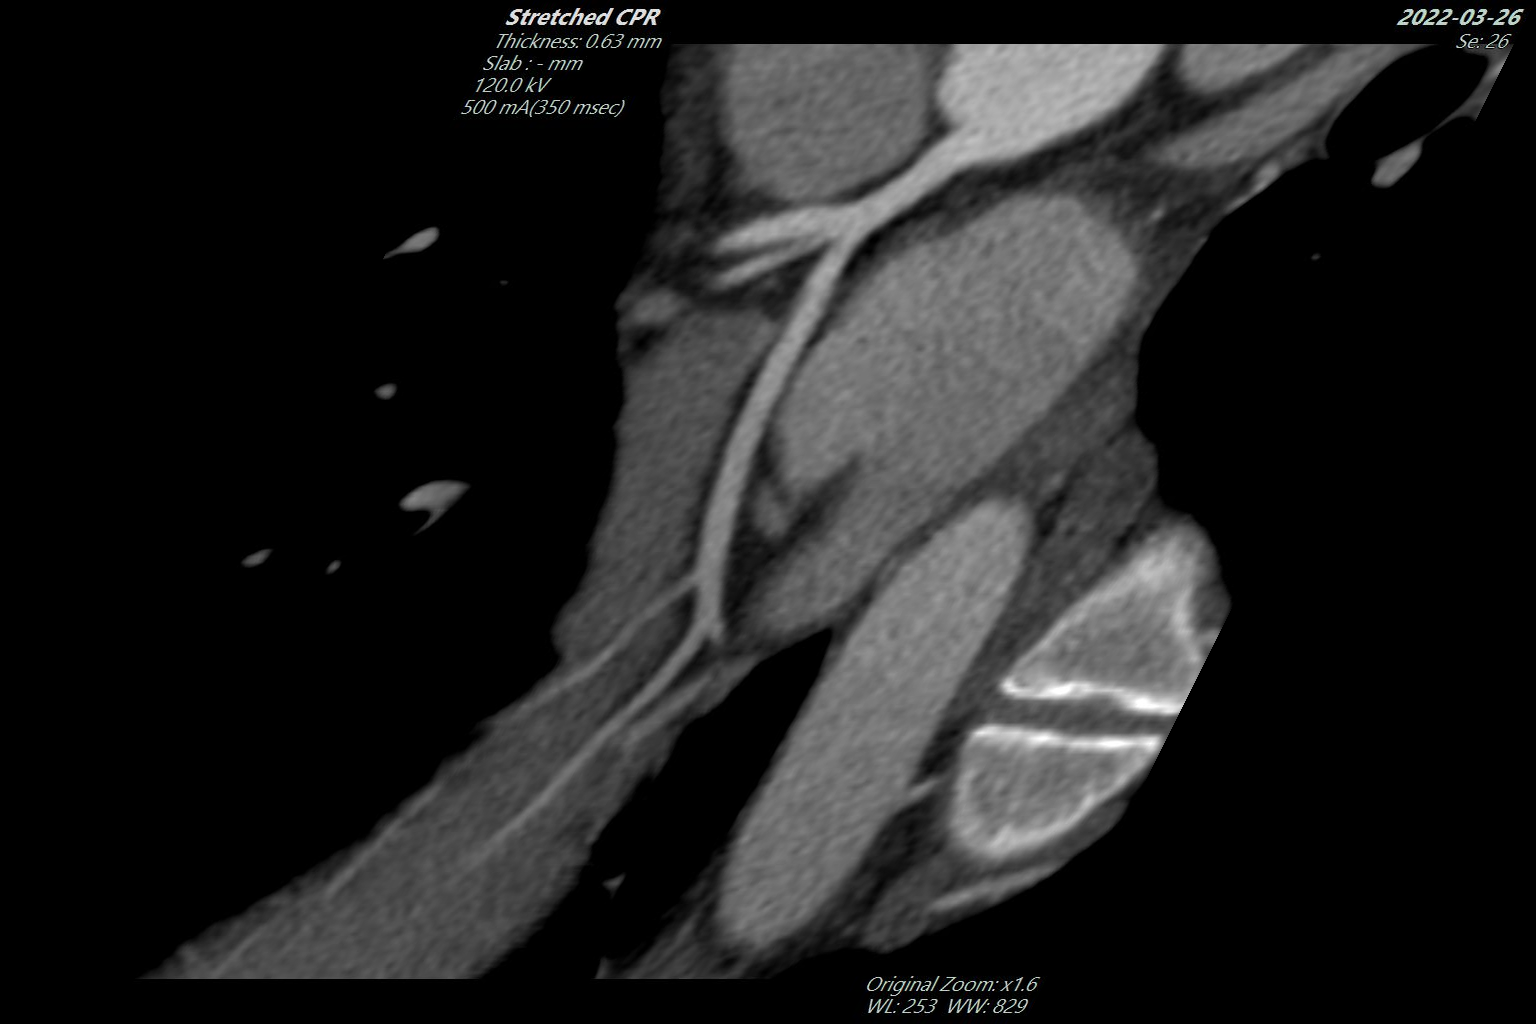 Stretched CPR
Thickness: 0.63 mm
Slab : - mm
120.0 kV
500 mA(350 msec)
2022-03-26
Se: 26
Original Zoom: x1.6
WL: 253 WW: 829